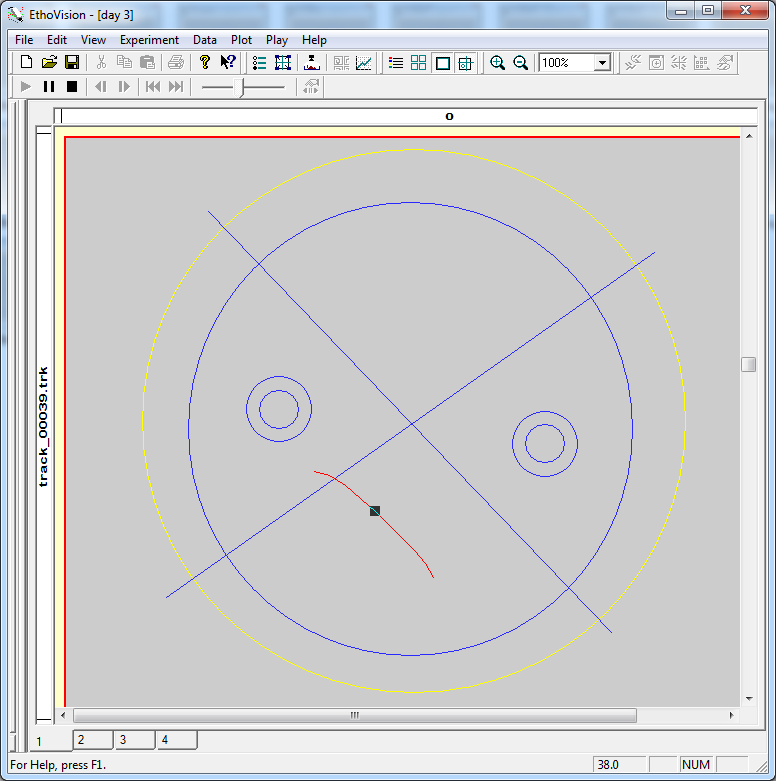 EthoVision - [day 3]
File Edit View Experiment Data Plot Play Help
100%
o
track_00039.trk
1 2 3 4
For Help, press F1. 38.0 NUM